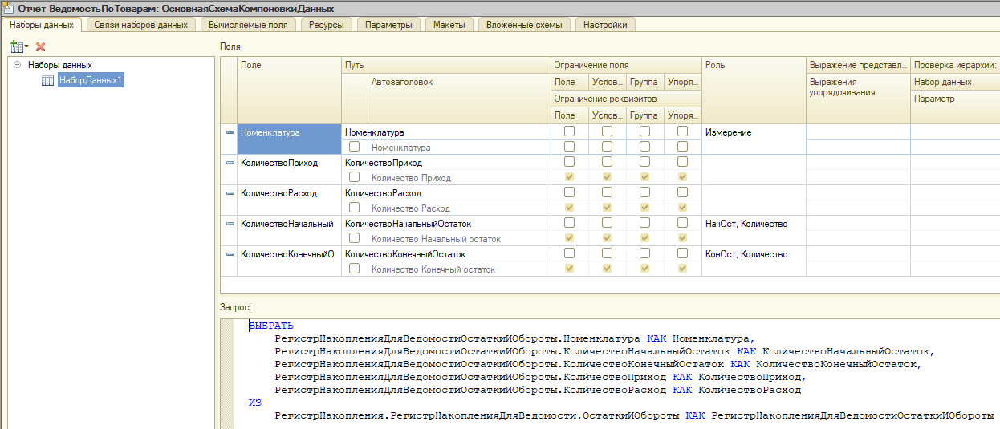 Отчет ВедомостьПоТоварам: ОсновнаяСхемаКомпоновкиДанных
Наборы данных Связи наборов данных Вычисляемые поля Ресурсы Параметры Макеты Вложенные схемы Настройки
Поля:
Наборы данных
НаборДанных1
Поле Путь Ограничение поля Роль Выражение представл... Проверка иерархии:
Автозаголовок Поле Услов... Группа Упоря... Выражения упорядочивания Набор данных
Ограничение реквизитов Параметр
Поле Услов... Группа Упоря...
Номенклатура Номенклатура Измерение
Номенклатура
КоличествоПриход КоличествоПриход
Количество Приход
КоличествоРасход КоличествоРасход
Количество Расход
КоличествоНачальный КоличествоНачальныйОстаток НачОст, Количество
Количество Начальный остаток
КоличествоКонечныйО КоличествоКонечныйОстаток КонОст, Количество
Количество Конечный остаток
Запрос:
ВЫБРАТЬ
РегистрНакопленияДляВедомостиОстаткиИОбороты.Номенклатура КАК Номенклатура,
РегистрНакопленияДляВедомостиОстаткиИОбороты.КоличествоНачальныйОстаток КАК КоличествоНачальныйОстаток,
РегистрНакопленияДляВедомостиОстаткиИОбороты.КоличествоКонечныйОстаток КАК КоличествоКонечныйОстаток,
РегистрНакопленияДляВедомостиОстаткиИОбороты.КоличествоПриход КАК КоличествоПриход,
РегистрНакопленияДляВедомостиОстаткиИОбороты.КоличествоРасход КАК КоличествоРасход
ИЗ
РегистрНакопления.РегистрНакопленияДляВедомости.ОстаткиИОбороты КАК РегистрНакопленияДляВедомостиОстаткиИОбороты